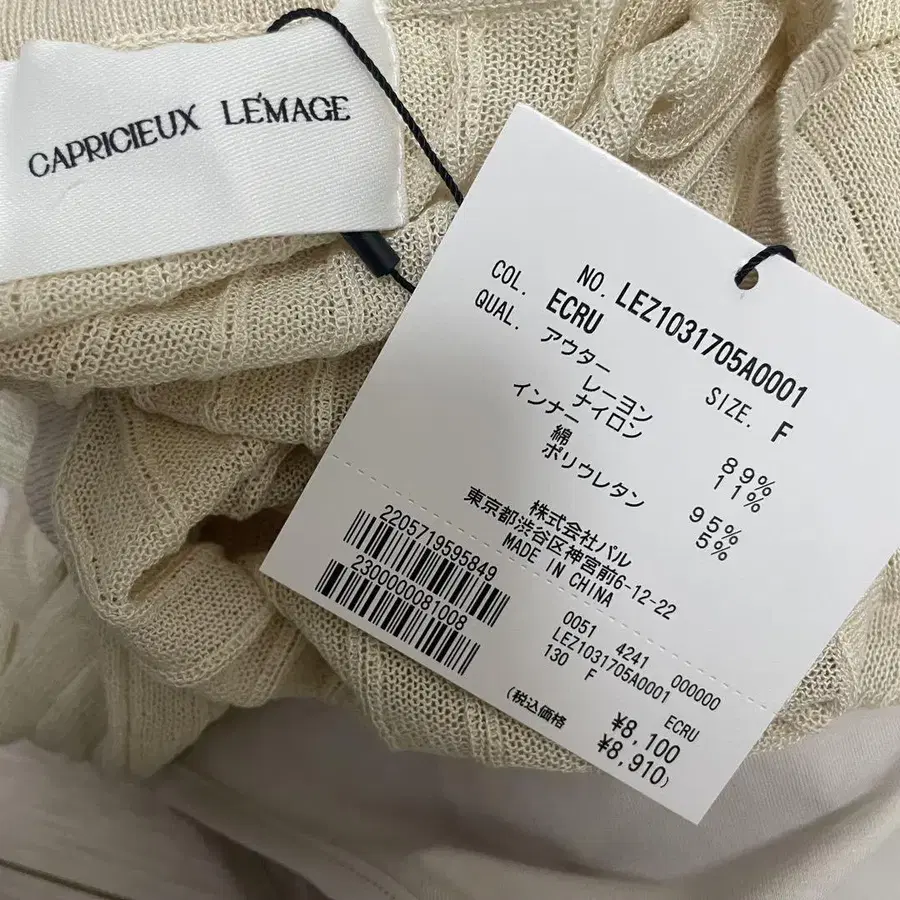 CAPRICIEUX LE'MAGE
NO. LEZ1031705A0001
COL. ECRU SIZE. F
QUAL. アウター
レーヨン 89%
ナイロン 11%
インナー
綿 95%
ポリウレタン 5%
株式会社パル
東京都渋谷区神宮前6-12-22
MADE IN CHINA
2205719595849
2300000081008
0051 4241 000000
LEZ1031705A0001
130 F ECRU
¥8,100
(税込価格 ¥8,910)